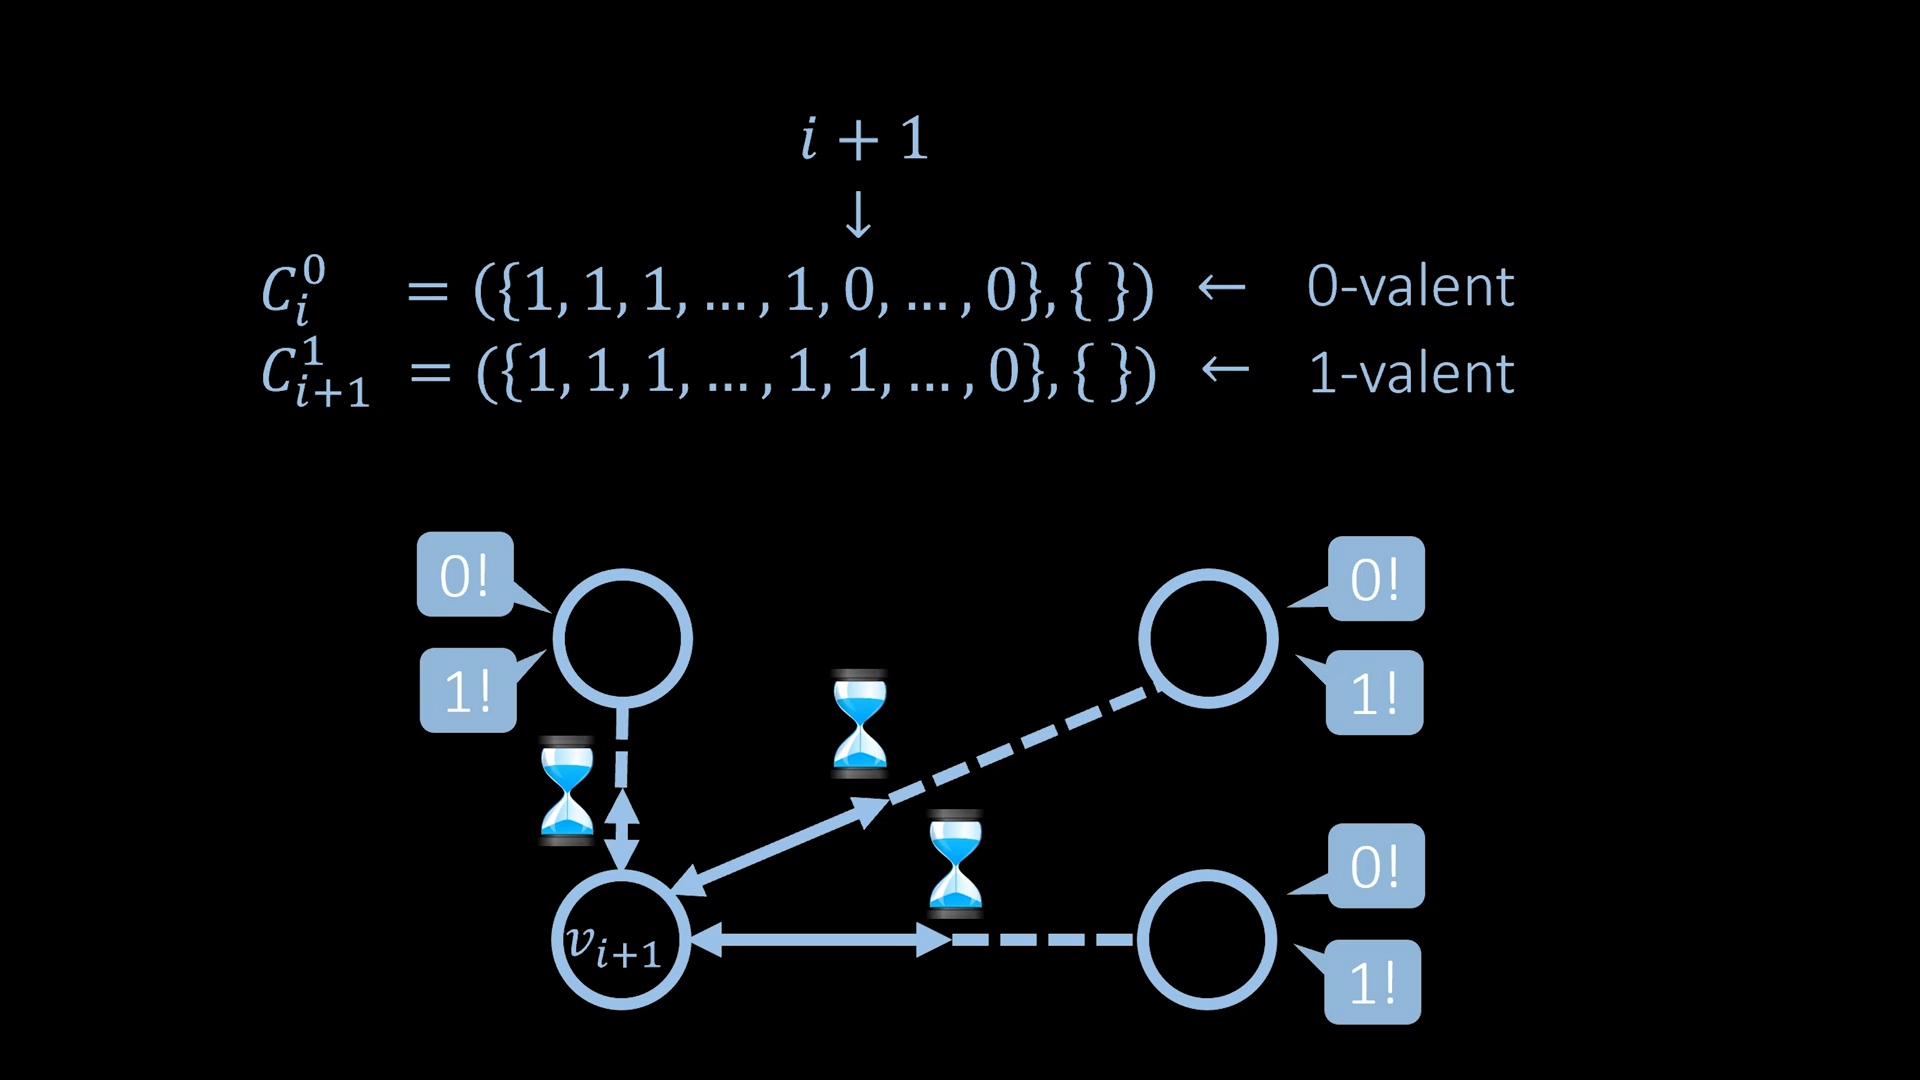 i + 1
↓
C_i^0 = ({1, 1, 1, … , 1, 0, … , 0}, { }) ← 0-valent
C_{i+1}^1 = ({1, 1, 1, … , 1, 1, … , 0}, { }) ← 1-valent
0!
0!
1!
1!
0!
v_{i+1}
1!